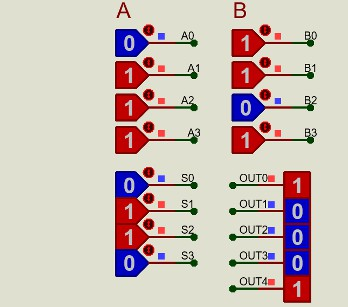 A B
0 A0 1 B0
1 A1 1 B1
1 A2 0 B2
1 A3 1 B3
0 S0 OUT0 1
1 S1 OUT1 0
1 S2 OUT2 0
0 S3 OUT3 0
OUT4 1